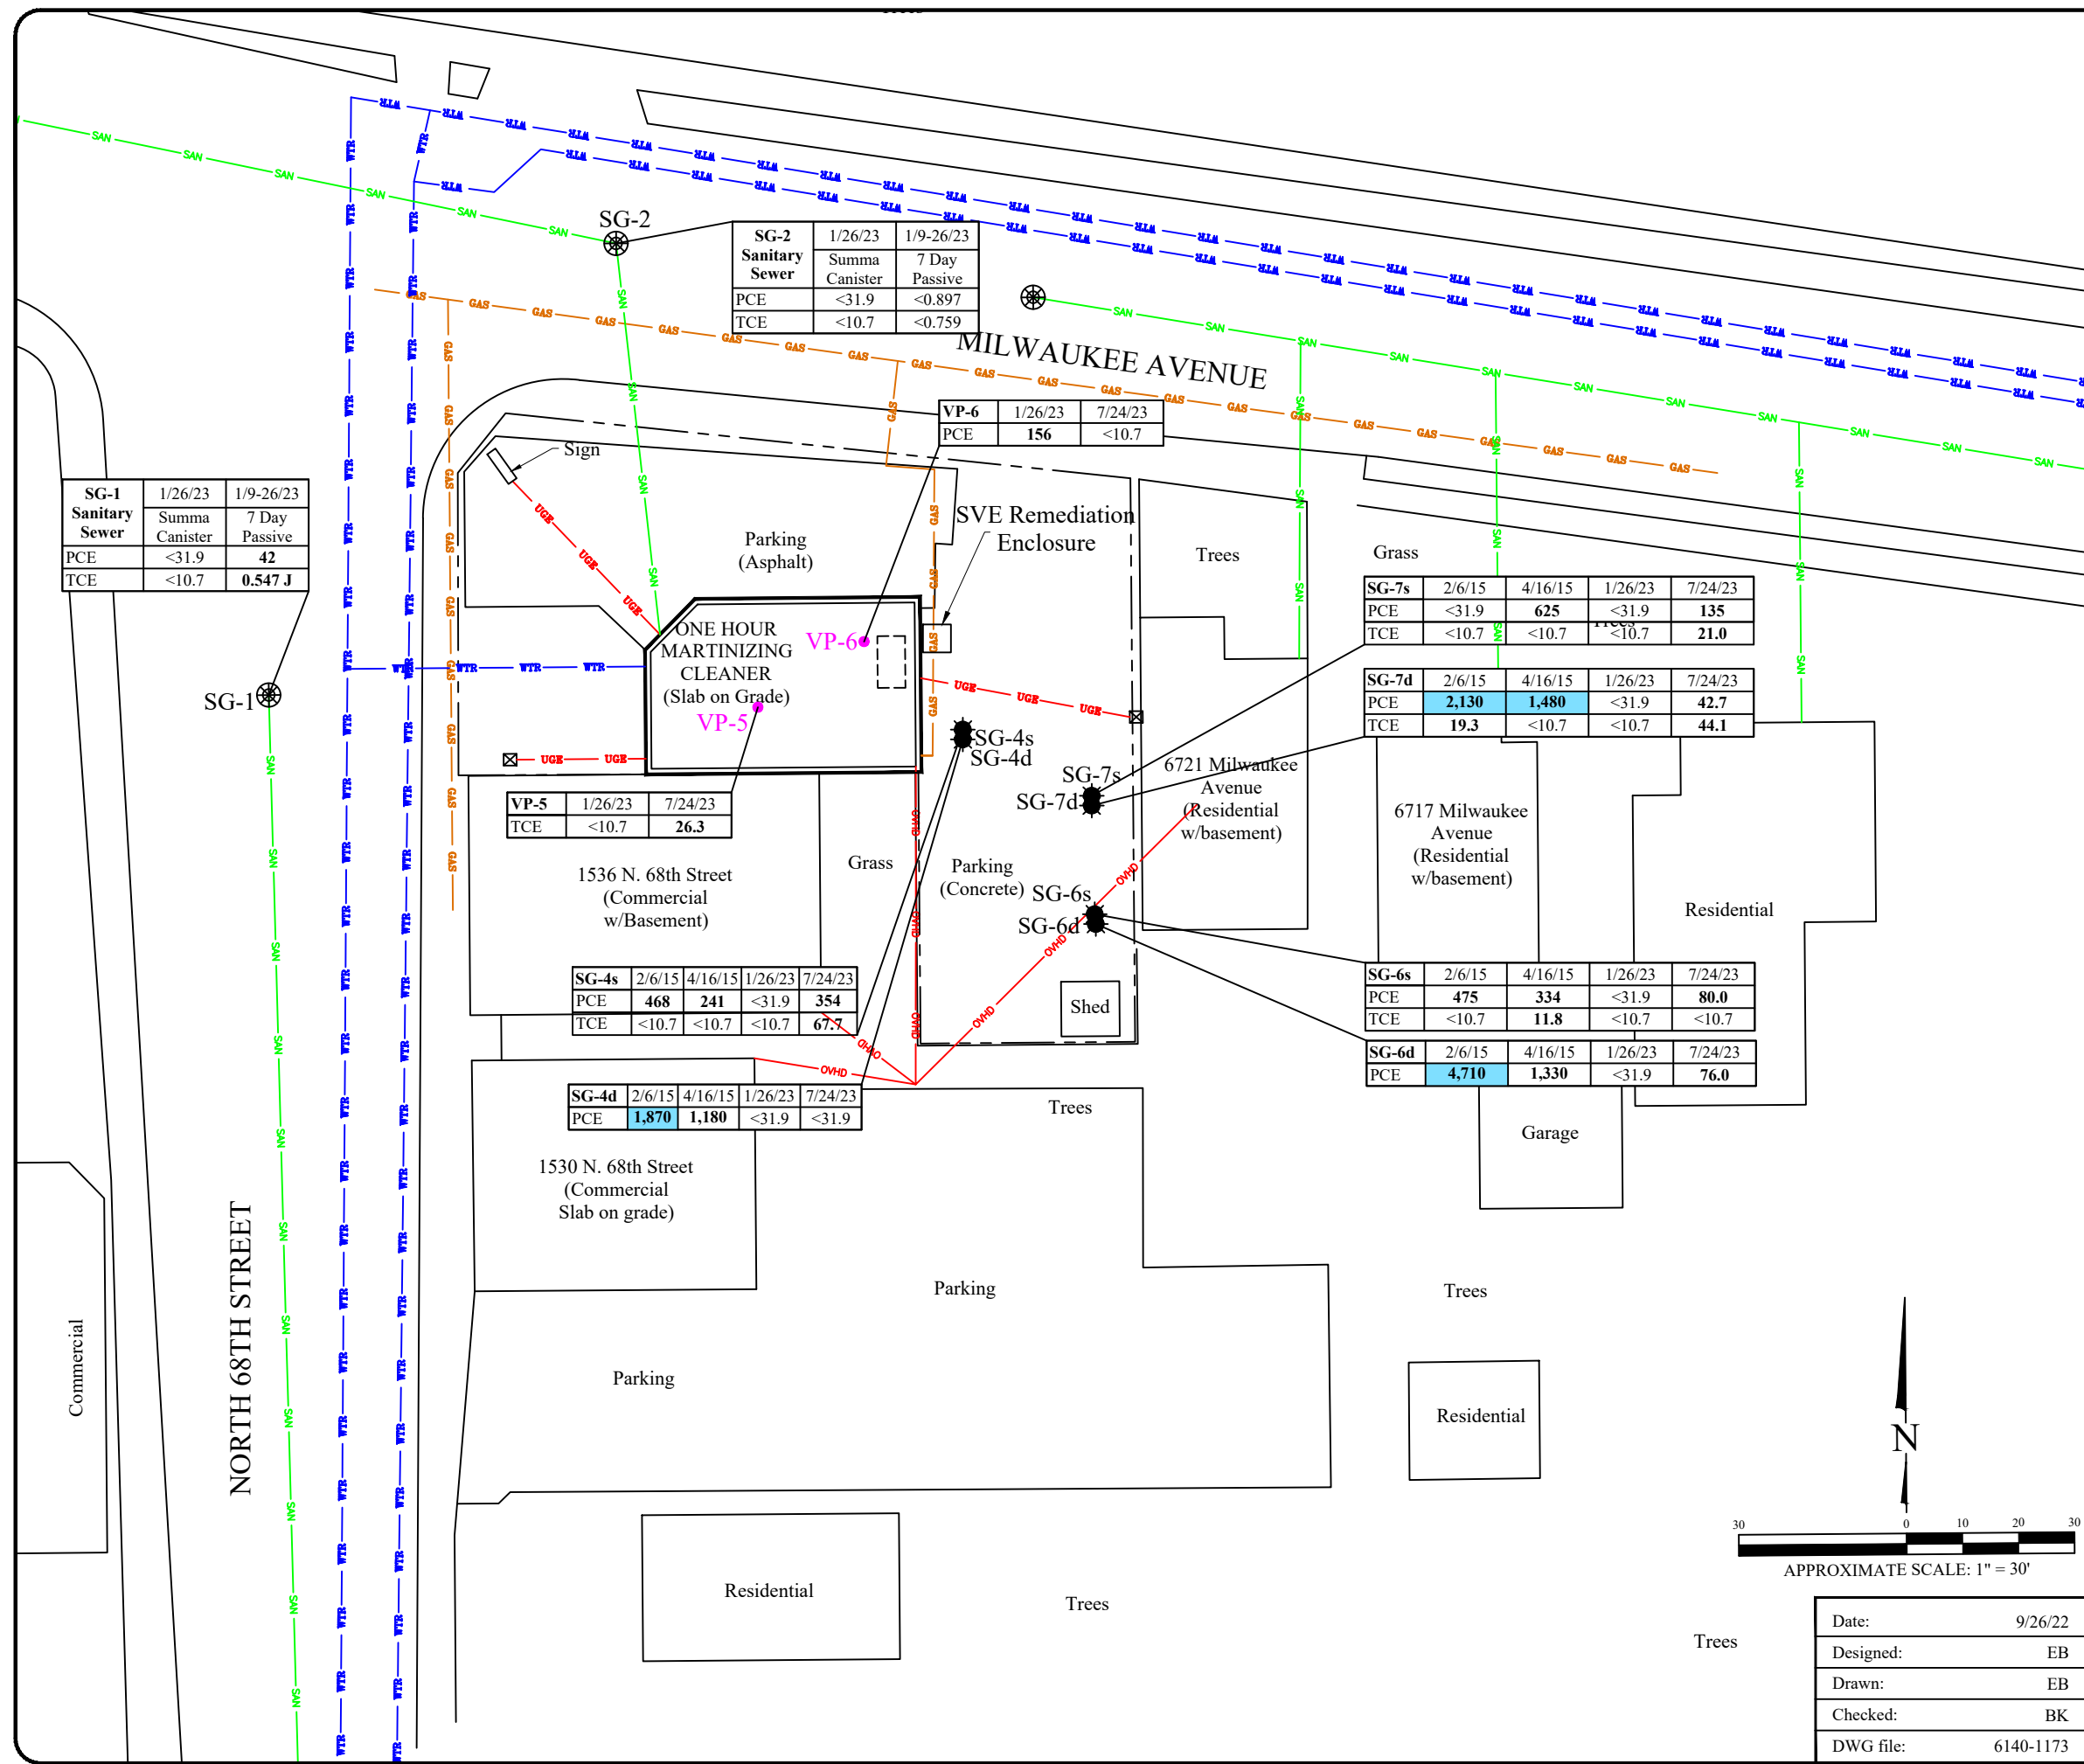 SG-2
SG-2 Sanitary Sewer | 1/26/23 | 1/9-26/23
Summa Canister | 7 Day Passive
PCE | <31.9 | <0.897
TCE | <10.7 | <0.759
MILWAUKEE AVENUE
VP-6 | 1/26/23 | 7/24/23
PCE | 156 | <10.7
Sign
SG-1 Sanitary Sewer | 1/26/23 | 1/9-26/23
Summa Canister | 7 Day Passive
PCE | <31.9 | 42
TCE | <10.7 | 0.547 J
SG-1
Parking
(Asphalt)
SVE Remediation
Enclosure
Trees
Grass
SG-7s | 2/6/15 | 4/16/15 | 1/26/23 | 7/24/23
PCE | <31.9 | 625 | <31.9 | 135
TCE | <10.7 | <10.7 | <10.7 | 21.0
Trees
SG-7d | 2/6/15 | 4/16/15 | 1/26/23 | 7/24/23
PCE | 2,130 | 1,480 | <31.9 | 42.7
TCE | 19.3 | <10.7 | <10.7 | 44.1
ONE HOUR
MARTINIZING
CLEANER
(Slab on Grade)
VP-6
VP-5
SG-4s
SG-4d
SG-7s
SG-7d
6721 Milwaukee
Avenue
(Residential
w/basement)
6717 Milwaukee
Avenue
(Residential
w/basement)
Residential
VP-5 | 1/26/23 | 7/24/23
TCE | <10.7 | 26.3
1536 N. 68th Street
(Commercial
w/Basement)
Grass
Parking
(Concrete)
SG-6s
SG-6d
Shed
SG-4s | 2/6/15 | 4/16/15 | 1/26/23 | 7/24/23
PCE | 468 | 241 | <31.9 | 354
TCE | <10.7 | <10.7 | <10.7 | 67.7
SG-6s | 2/6/15 | 4/16/15 | 1/26/23 | 7/24/23
PCE | 475 | 334 | <31.9 | 80.0
TCE | <10.7 | 11.8 | <10.7 | <10.7
SG-6d | 2/6/15 | 4/16/15 | 1/26/23 | 7/24/23
PCE | 4,710 | 1,330 | <31.9 | 76.0
SG-4d | 2/6/15 | 4/16/15 | 1/26/23 | 7/24/23
PCE | 1,870 | 1,180 | <31.9 | <31.9
Trees
Garage
1530 N. 68th Street
(Commercial
Slab on grade)
NORTH 68TH STREET
Commercial
Parking
Parking
Trees
Residential
Residential
Trees
Trees
N
30 0 10 20 30
APPROXIMATE SCALE: 1" = 30'
Date: 9/26/22
Designed: EB
Drawn: EB
Checked: BK
DWG file: 6140-1173
SAN
WTR
GAS
UGE
OVHD